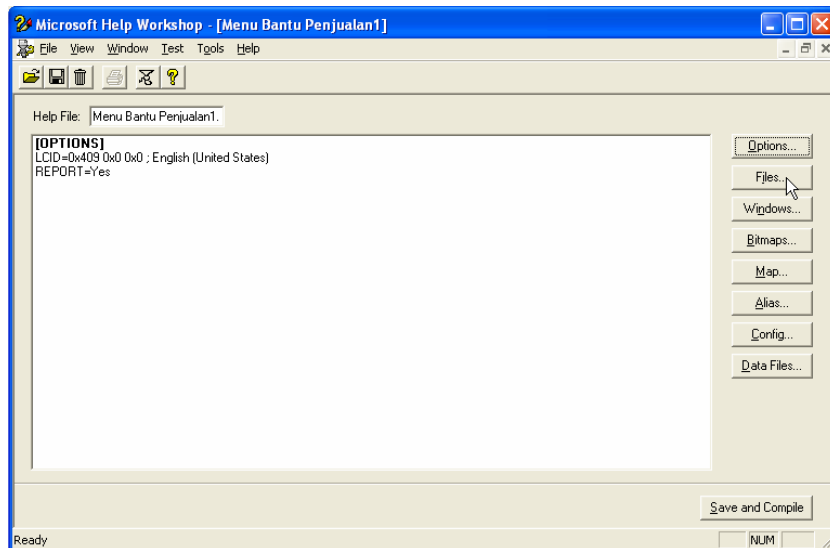 Microsoft Help Workshop - [Menu Bantu Penjualan1]
File View Window Test Tools Help
Help File: Menu Bantu Penjualan1.
[OPTIONS]
LCID=0x409 0x0 0x0 ; English (United States)
REPORT=Yes
Options...
Files...
Windows...
Bitmaps...
Map...
Alias...
Config...
Data Files...
Save and Compile
Ready NUM